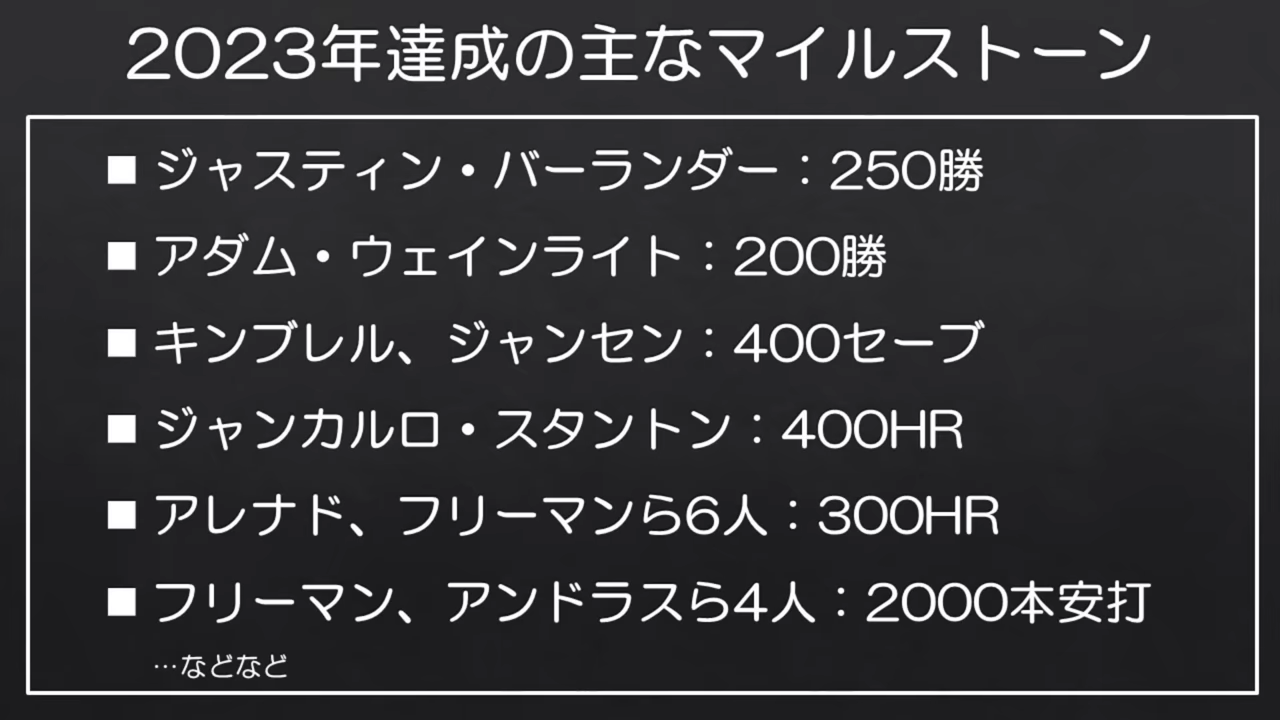 2023年達成の主なマイルストーン
■ ジャスティン・バーランダー：250勝
■ アダム・ウェインライト：200勝
■ キンブレル、ジャンセン：400セーブ
■ ジャンカルロ・スタントン：400HR
■ アレナド、フリーマンら6人：300HR
■ フリーマン、アンドラスら4人：2000本安打
…などなど